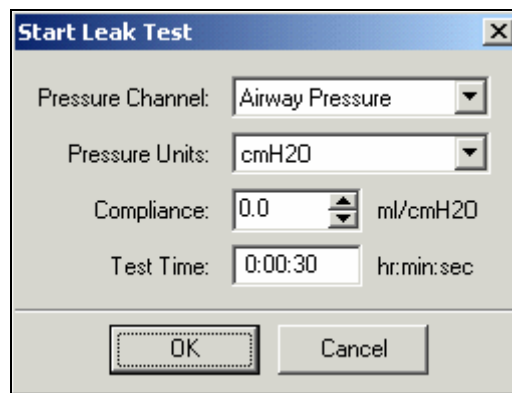 Start Leak Test
Pressure Channel: Airway Pressure
Pressure Units: cmH2O
Compliance: 0.0 ml/cmH2O
Test Time: 0:00:30 hr:min:sec
OK Cancel